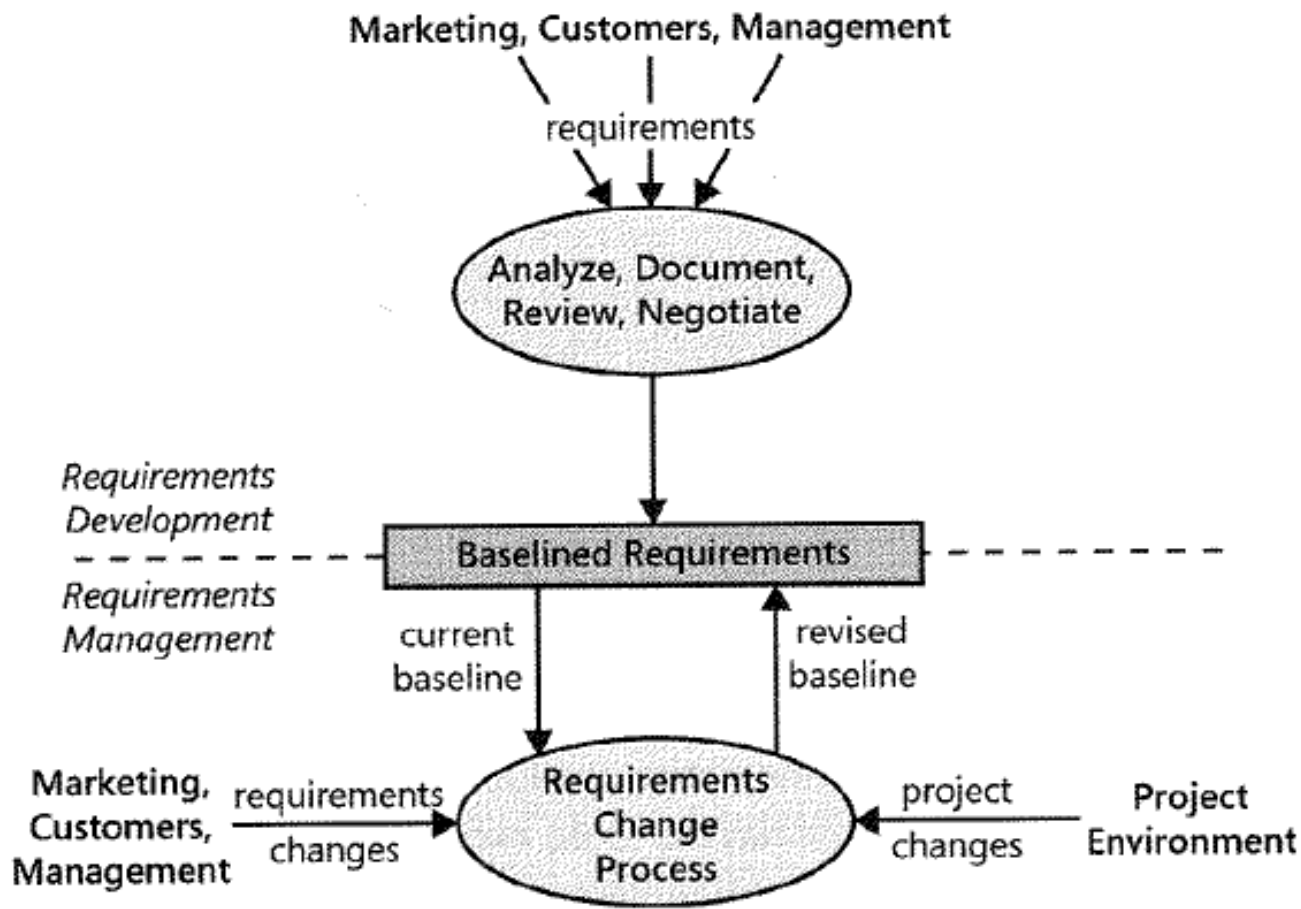 Marketing, Customers, Management
requirements
Analyze, Document,
Review, Negotiate
Requirements
Development
Baselined Requirements
Requirements
Management
current
baseline
revised
baseline
Marketing,
Customers,
Management
requirements
changes
Requirements
Change
Process
project
changes
Project
Environment